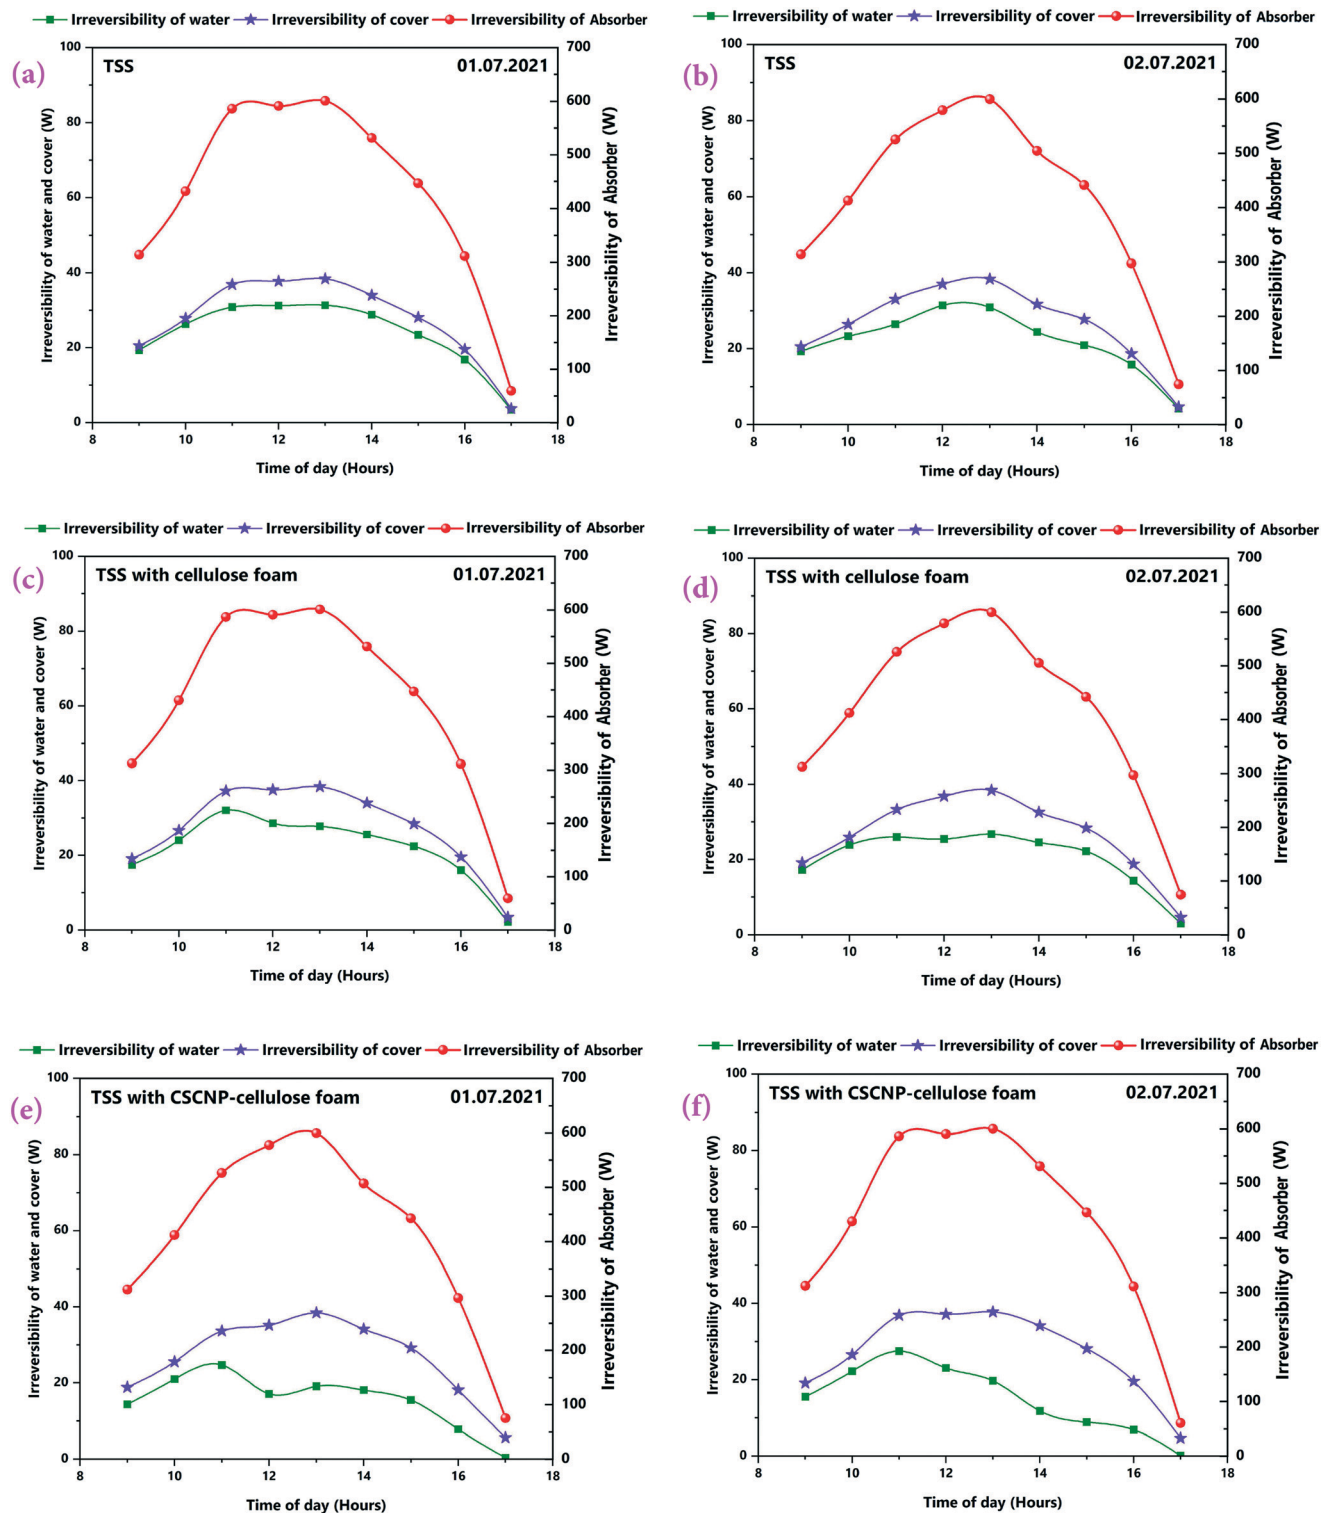 Irreversibility of water Irreversibility of cover Irreversibility of Absorber
(a)
TSS 01.07.2021
Irreversibility of water and cover (W)
100
80
60
40
20
0
700
600
500
400
300
200
100
0
Irreversibility of Absorber (W)
8 10 12 14 16 18
Time of day (Hours)
Irreversibility of water Irreversibility of cover Irreversibility of Absorber
(b)
TSS 02.07.2021
Irreversibility of water and cover (W)
100
80
60
40
20
0
700
600
500
400
300
200
100
0
Irreversibility of Absorber (W)
8 10 12 14 16 18
Time of day (Hours)
Irreversibility of water Irreversibility of cover Irreversibility of Absorber
(c)
TSS with cellulose foam 01.07.2021
Irreversibility of water and cover (W)
100
80
60
40
20
0
700
600
500
400
300
200
100
0
Irreversibility of Absorber (W)
8 10 12 14 16 18
Time of day (Hours)
Irreversibility of water Irreversibility of cover Irreversibility of Absorber
(d)
TSS with cellulose foam 02.07.2021
Irreversibility of water and cover (W)
100
80
60
40
20
0
700
600
500
400
300
200
100
0
Irreversibility of Absorber (W)
8 10 12 14 16 18
Time of day (Hours)
Irreversibility of water Irreversibility of cover Irreversibility of Absorber
(e)
TSS with CSCNP-cellulose foam 01.07.2021
Irreversibility of water and cover (W)
100
80
60
40
20
0
700
600
500
400
300
200
100
0
Irreversibility of Absorber (W)
8 10 12 14 16 18
Time of day (Hours)
Irreversibility of water Irreversibility of cover Irreversibility of Absorber
(f)
TSS with CSCNP-cellulose foam 02.07.2021
Irreversibility of water and cover (W)
100
80
60
40
20
0
700
600
500
400
300
200
100
0
Irreversibility of Absorber (W)
8 10 12 14 16 18
Time of day (Hours)